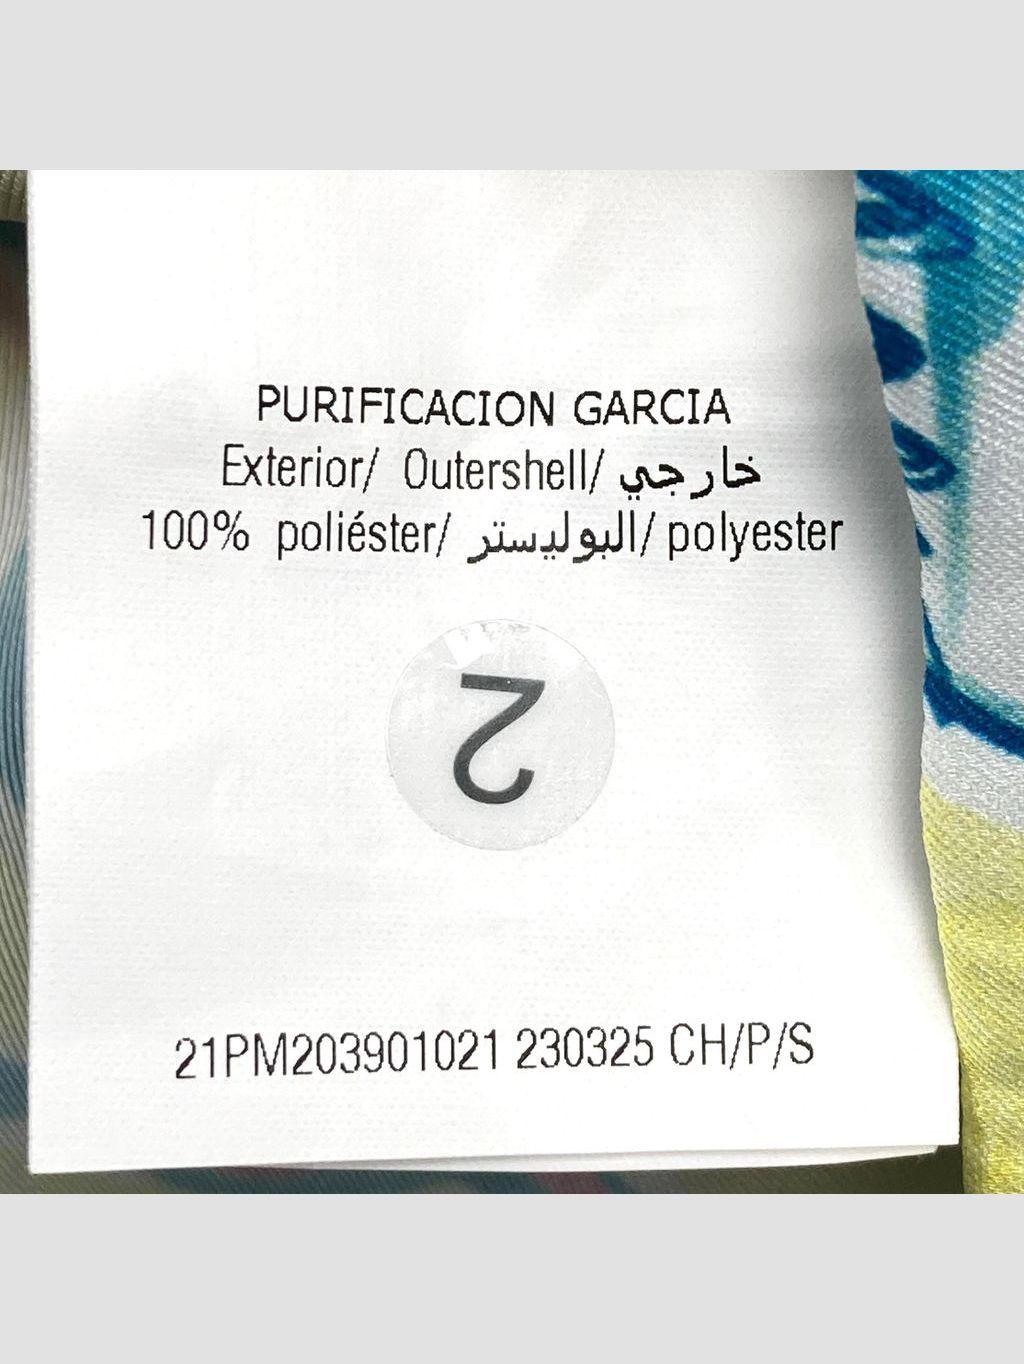 PURIFICACION GARCIA
Exterior/ Outershell/ خارجي
100% poliéster/ البوليستر/ polyester
2
21PM203901021 230325 CH/P/S